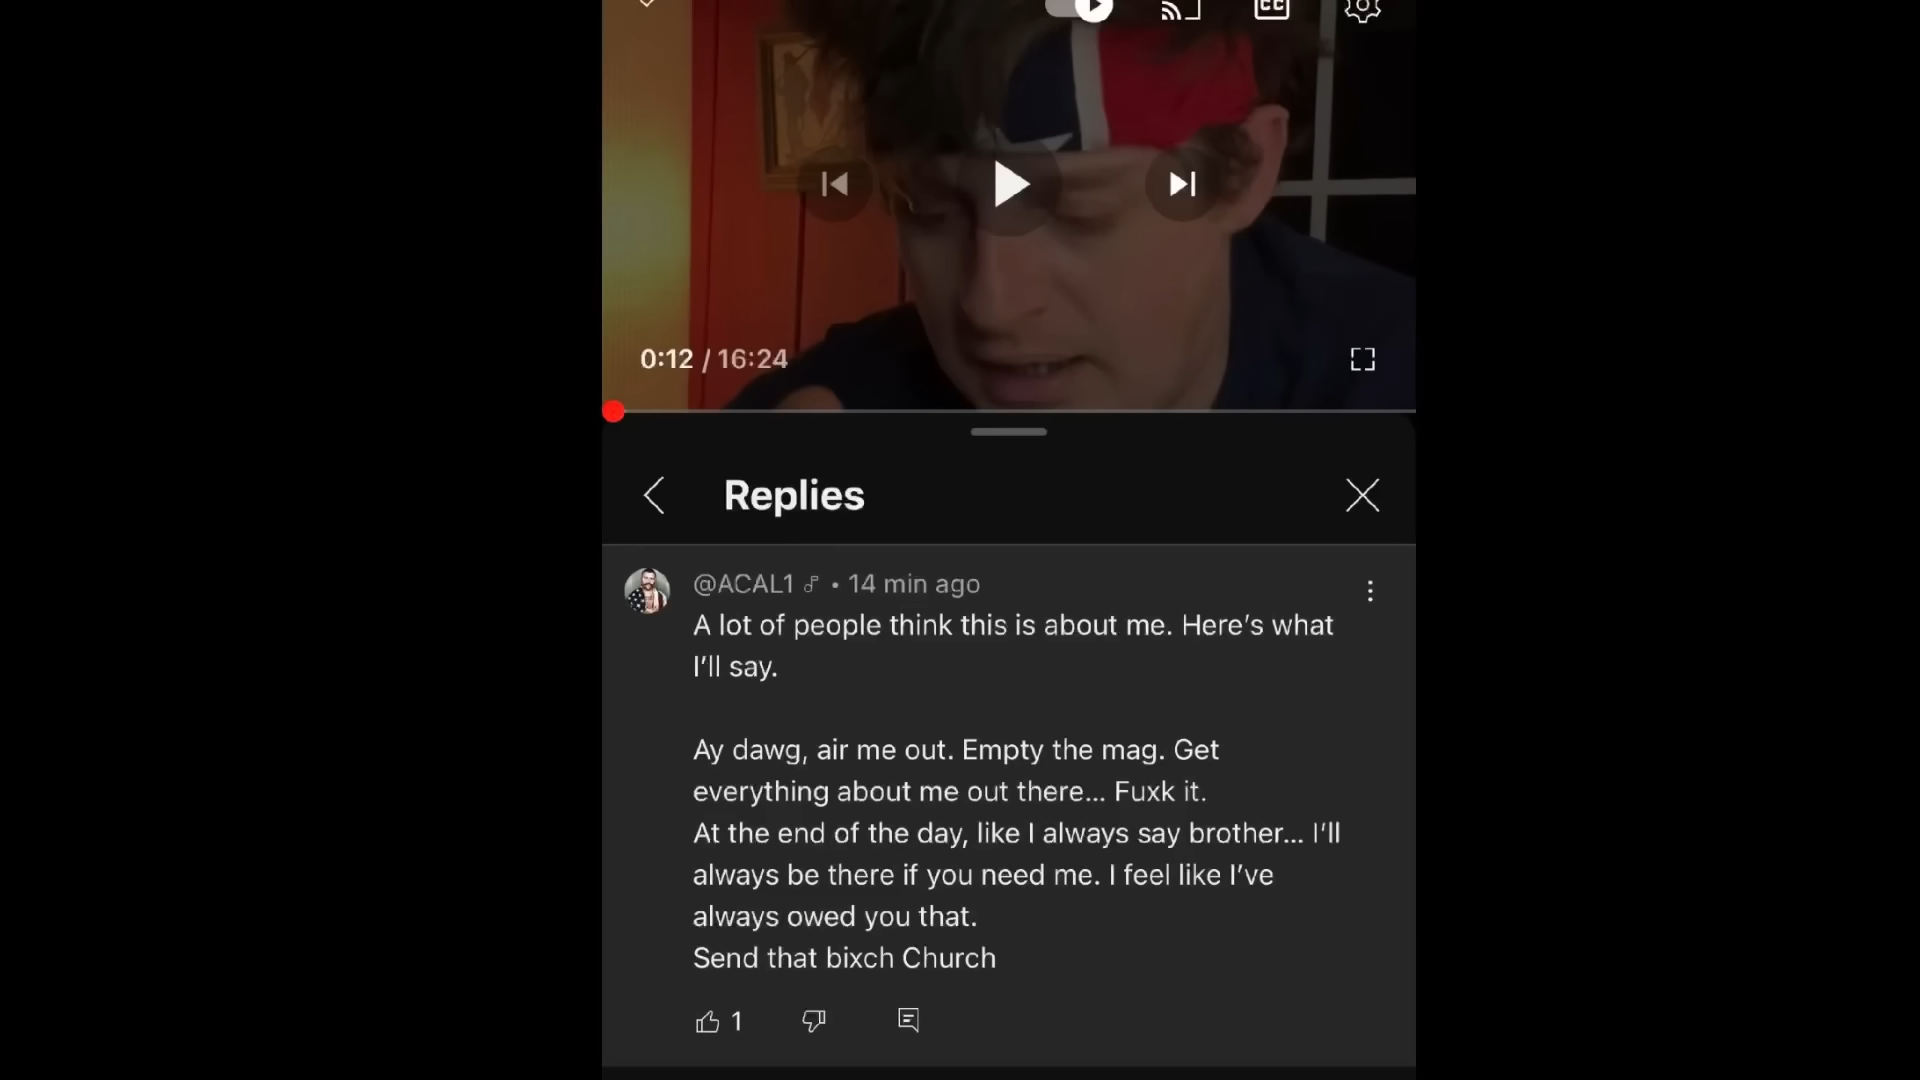 CC
0:12 / 16:24
Replies
@ACAL1 • 14 min ago
A lot of people think this is about me. Here's what
I'll say.
Ay dawg, air me out. Empty the mag. Get
everything about me out there... Fuxk it.
At the end of the day, like I always say brother... I'll
always be there if you need me. I feel like I've
always owed you that.
Send that bixch Church
1